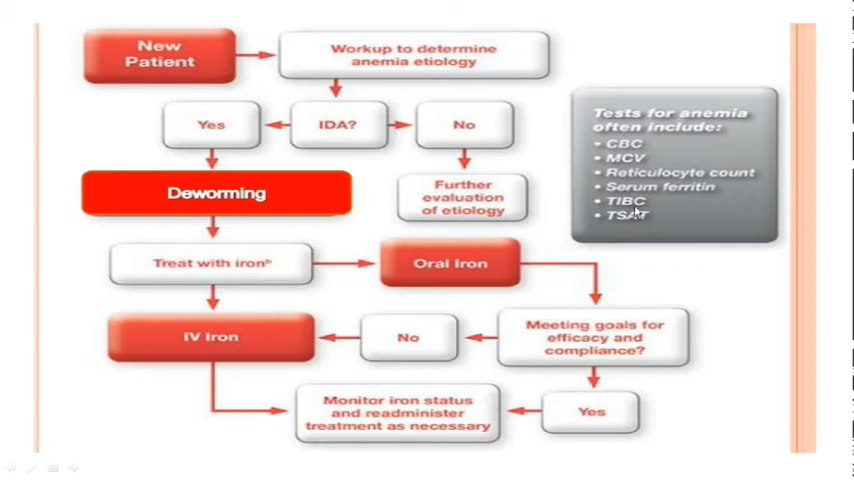 New
Patient
Workup to determine
anemia etiology
Yes
IDA?
No
Deworming
Further
evaluation
of etiology
Tests for anemia
often include:
• CBC
• MCV
• Reticulocyte count
• Serum ferritin
• TIBC
• TSAT
Treat with ironᵇ
Oral Iron
IV Iron
No
Meeting goals for
efficacy and
compliance?
Monitor iron status
and readminister
treatment as necessary
Yes